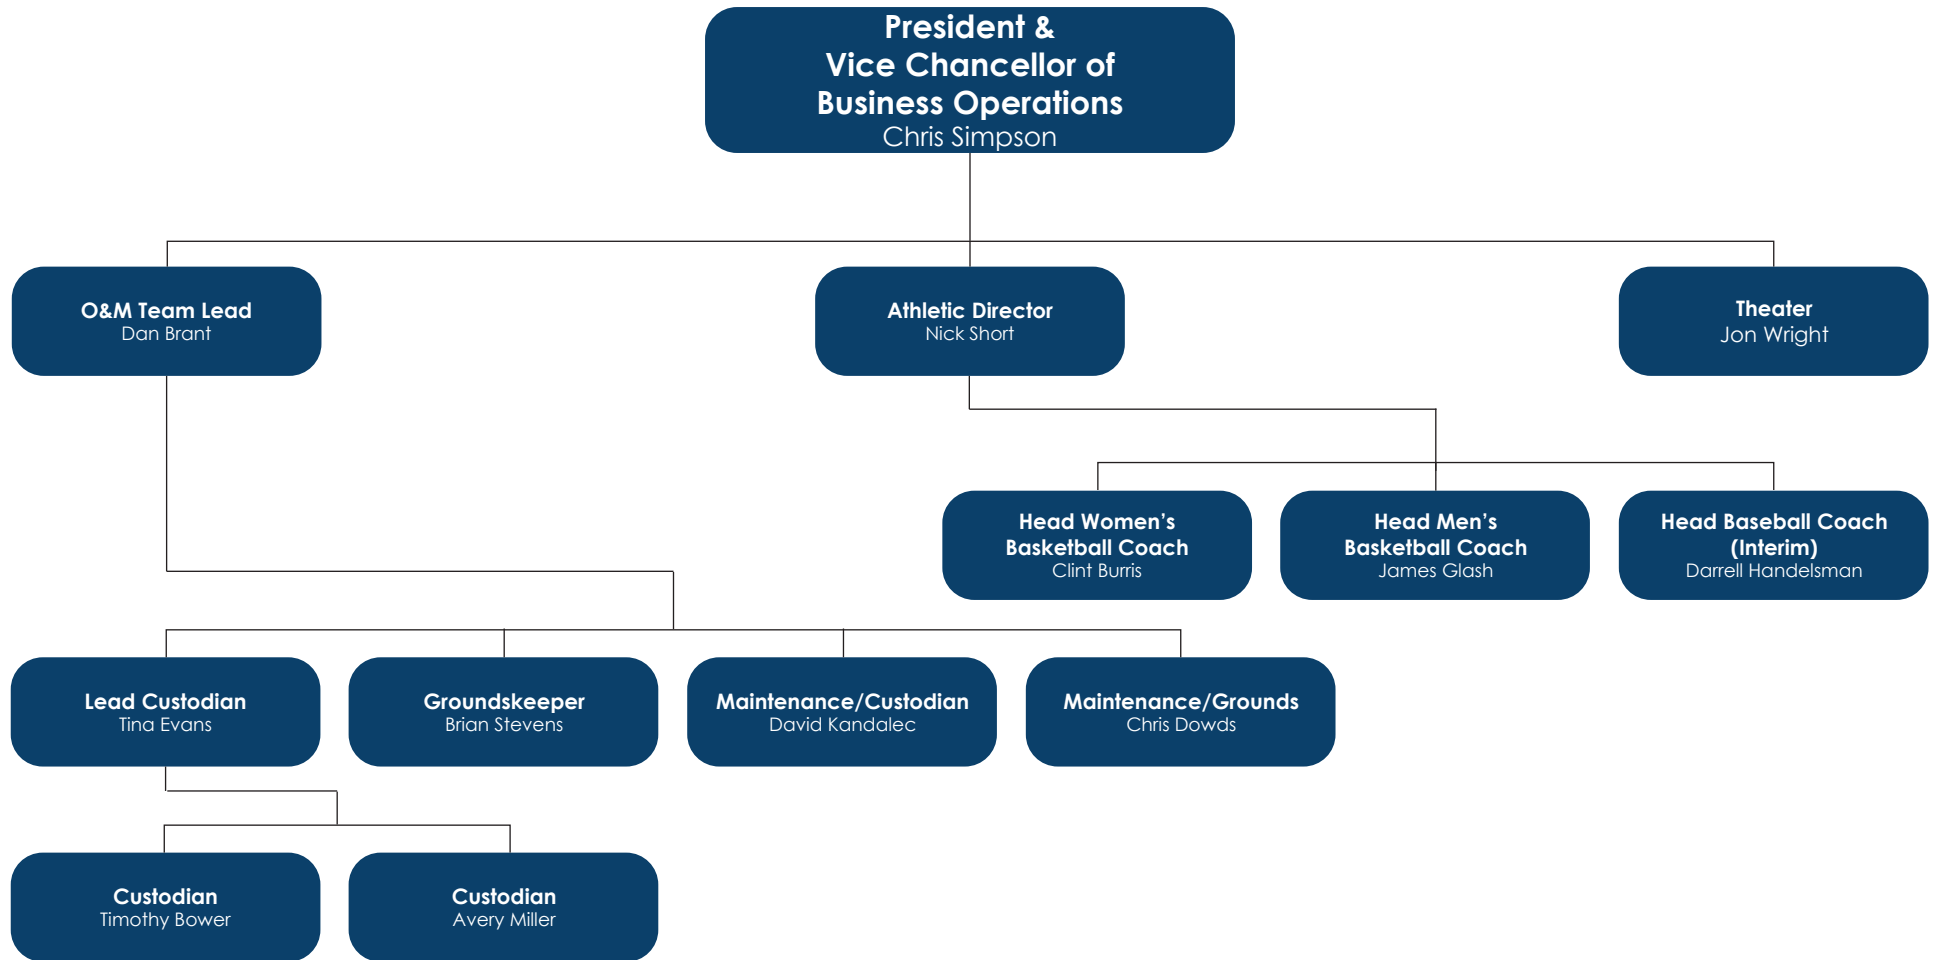 President &
Vice Chancellor of
Business Operations
Chris Simpson
O&M Team Lead
Dan Brant
Athletic Director
Nick Short
Theater
Jon Wright
Head Women’s
Basketball Coach
Clint Burris
Head Men’s
Basketball Coach
James Glash
Head Baseball Coach
(Interim)
Darrell Handelsman
Lead Custodian
Tina Evans
Groundskeeper
Brian Stevens
Maintenance/Custodian
David Kandalec
Maintenance/Grounds
Chris Dowds
Custodian
Timothy Bower
Custodian
Avery Miller